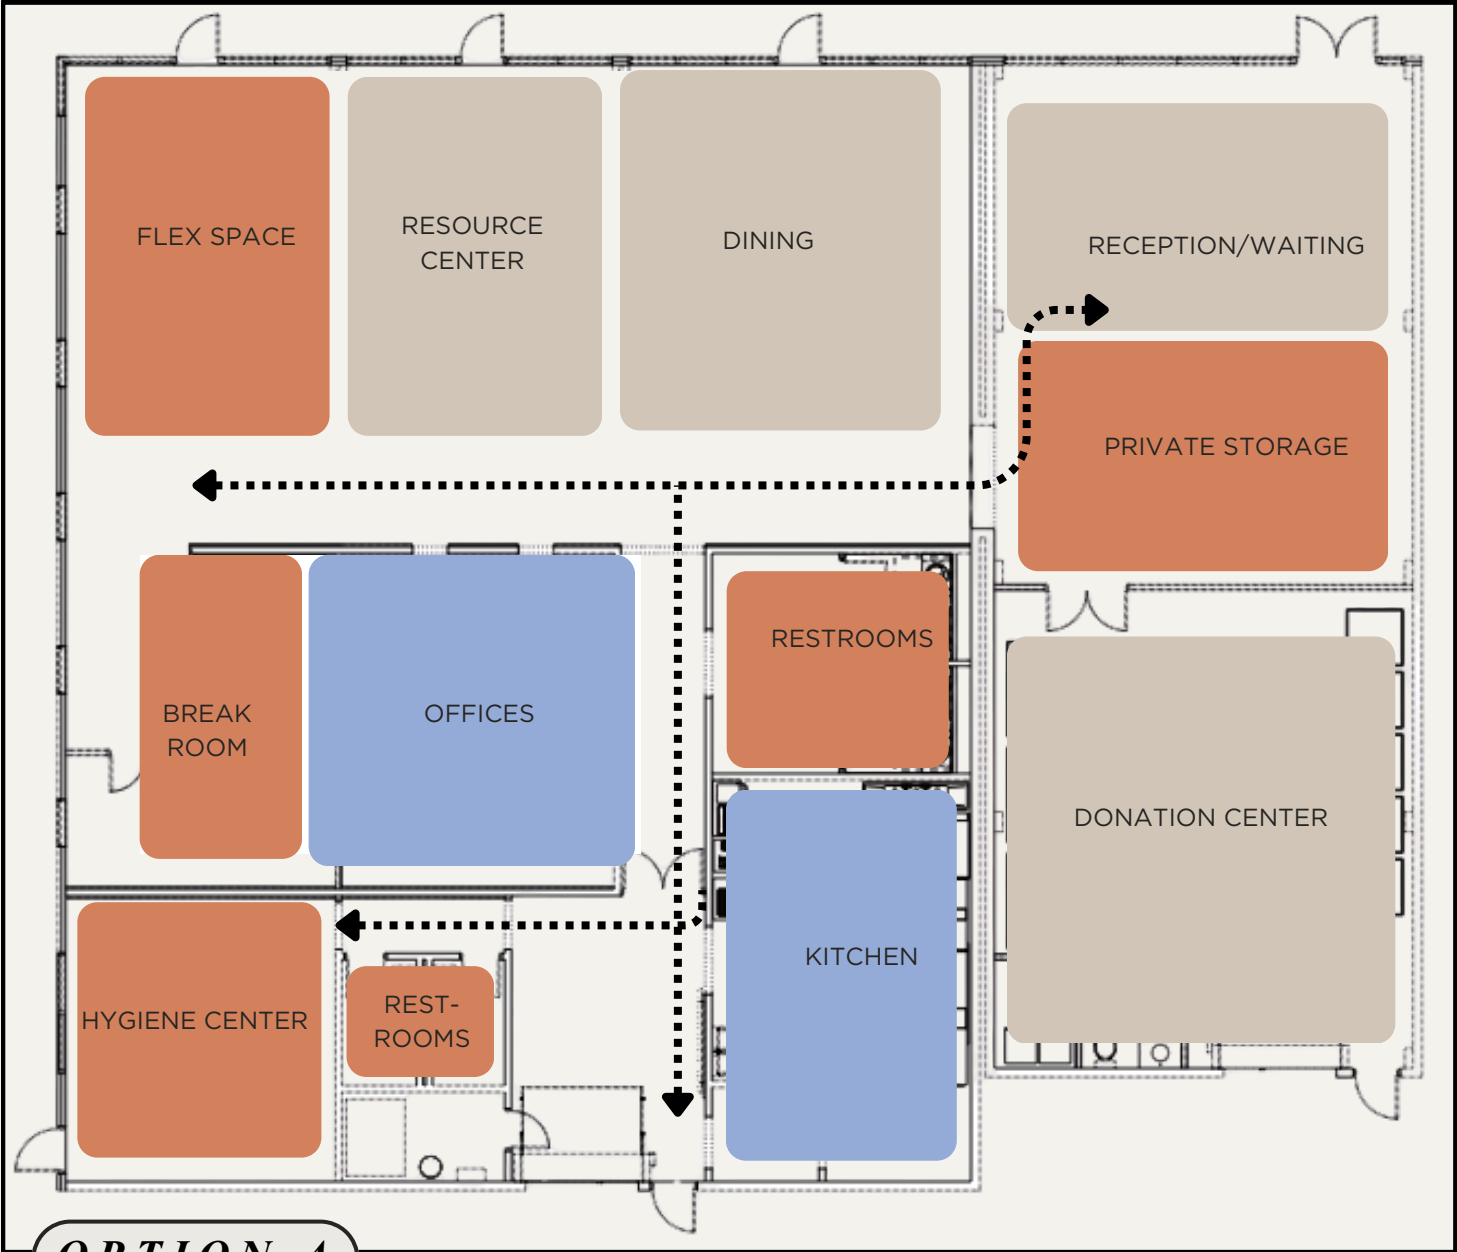 FLEX SPACE
RESOURCE
CENTER
DINING
RECEPTION/WAITING
PRIVATE STORAGE
RESTROOMS
BREAK
ROOM
OFFICES
DONATION CENTER
KITCHEN
HYGIENE CENTER
REST-
ROOMS
OPTION A